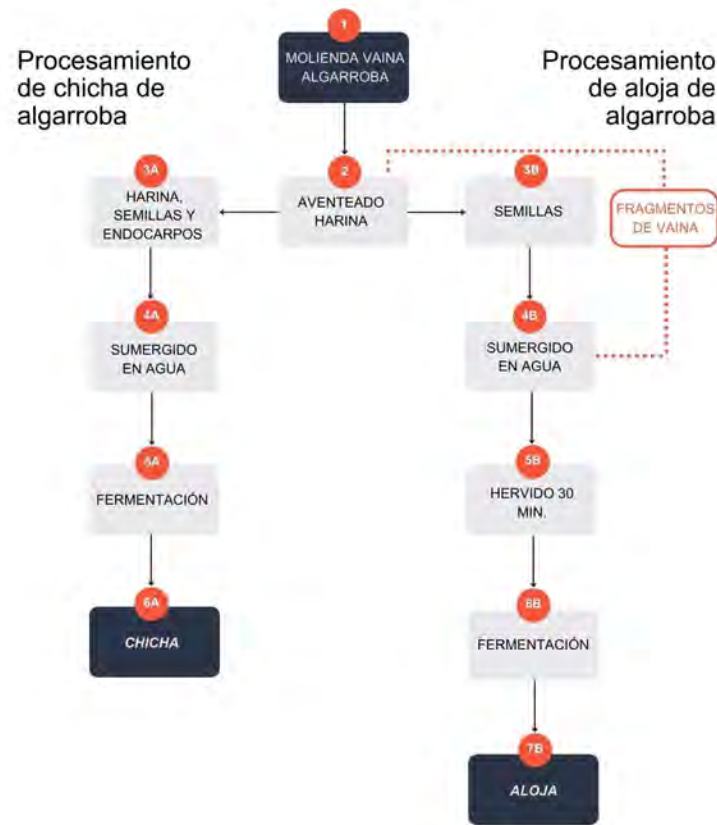 Procesamiento
de chicha de
algarroba
Procesamiento
de aloja de
algarroba
1
MOLIENDA VAINA
ALGARROBA
2
AVENTEADO
HARINA
3A
HARINA,
SEMILLAS Y
ENDOCARPOS
3B
SEMILLAS
FRAGMENTOS
DE VAINA
4A
SUMERGIDO
EN AGUA
4B
SUMERGIDO
EN AGUA
5A
FERMENTACIÓN
5B
HERVIDO 30
MIN.
6A
CHICHA
6B
FERMENTACIÓN
7B
ALOJA